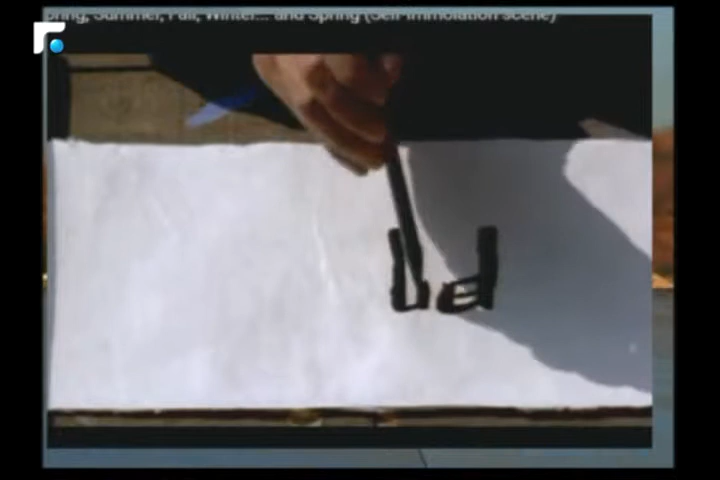 pring, Summer, Fall, Winter... and Spring (Self-Immolation scene)